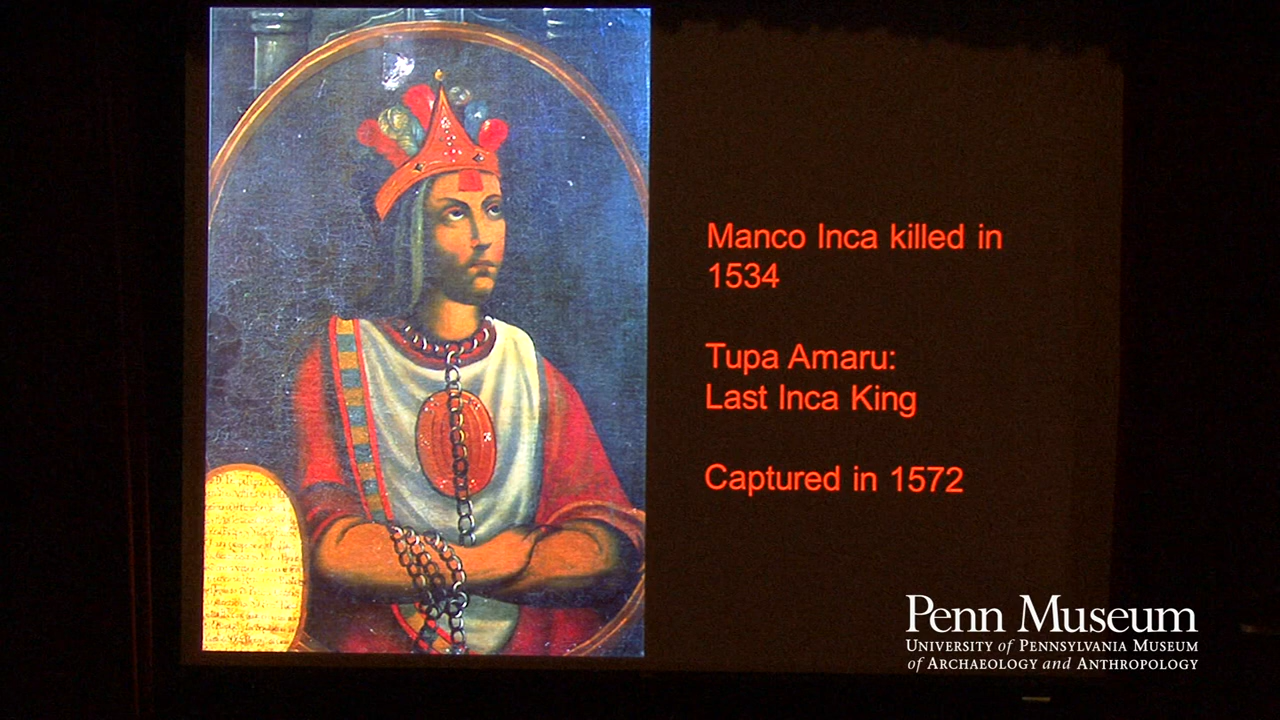 Manco Inca killed in
1534
Tupa Amaru:
Last Inca King
Captured in 1572
Penn Museum
UNIVERSITY of PENNSYLVANIA MUSEUM
of ARCHAEOLOGY and ANTHROPOLOGY